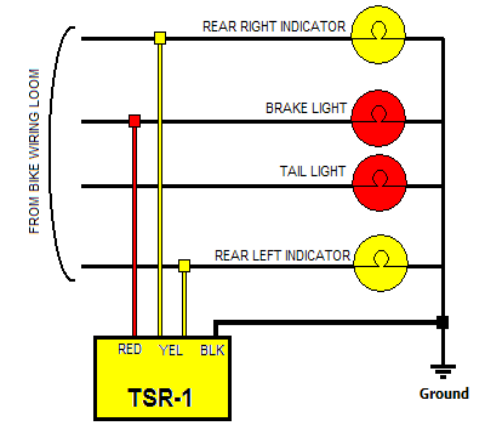 REAR RIGHT INDICATOR
BRAKE LIGHT
FROM BIKE WIRING LOOM
TAIL LIGHT
REAR LEFT INDICATOR
RED YEL BLK
TSR-1
Ground